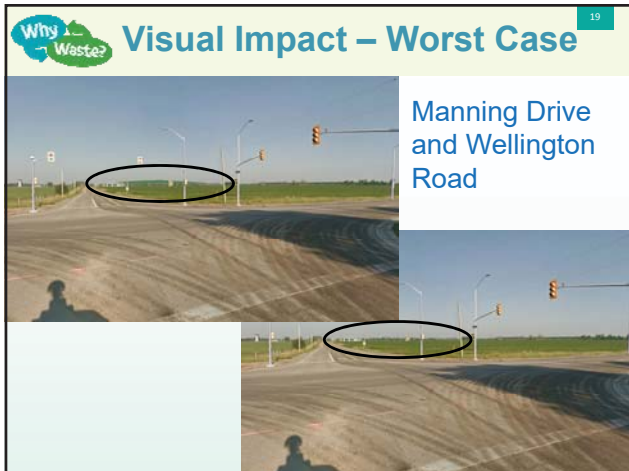 Why
Waste?
Visual Impact – Worst Case
19
Manning Drive
and Wellington
Road